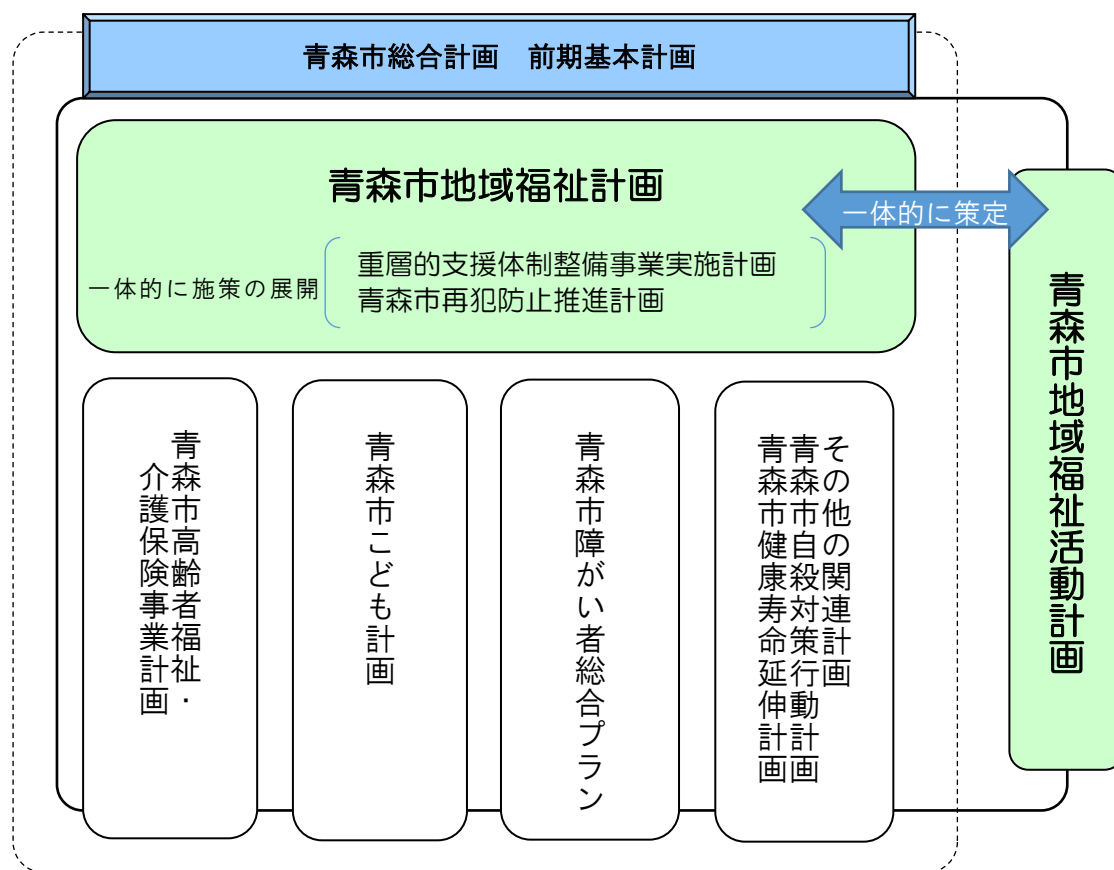 青森市総合計画　前期基本計画
青森市地域福祉計画
一体的に策定
一体的に施策の展開
重層的支援体制整備事業実施計画
青森市再犯防止推進計画
青森市高齢者福祉・
介護保険事業計画
青森市こども計画
青森市障がい者総合プラン
その他の関連計画
青森市自殺対策行動計画
青森市健康寿命延伸計画
青森市地域福祉活動計画